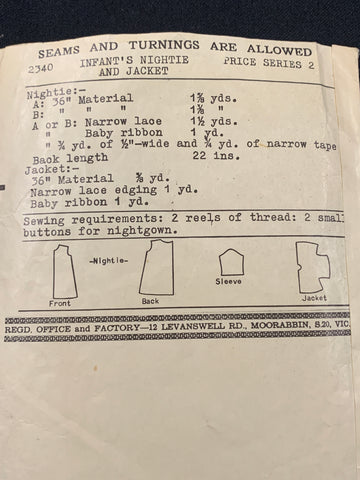 SEAMS AND TURNINGS ARE ALLOWED
2340 INFANT'S NIGHTIE PRICE SERIES 2
AND JACKET
Nightie:-
A: 36" Material 1⅜ yds.
B: " " " 1⅜ "
A or B: Narrow lace 1½ yds.
" Baby ribbon 1 yd.
" ¾ yd. of ½"-wide and ¾ yd. of narrow tape
Back length 22 ins.
Jacket:-
36" Material ⅝ yd.
Narrow lace edging 1 yd.
Baby ribbon 1 yd.
Sewing requirements: 2 reels of thread: 2 small
buttons for nightgown.
-Nightie-
Front Back Sleeve Jacket
REGD. OFFICE and FACTORY—12 LEVANSWELL RD., MOORABBIN, S.20, VIC.